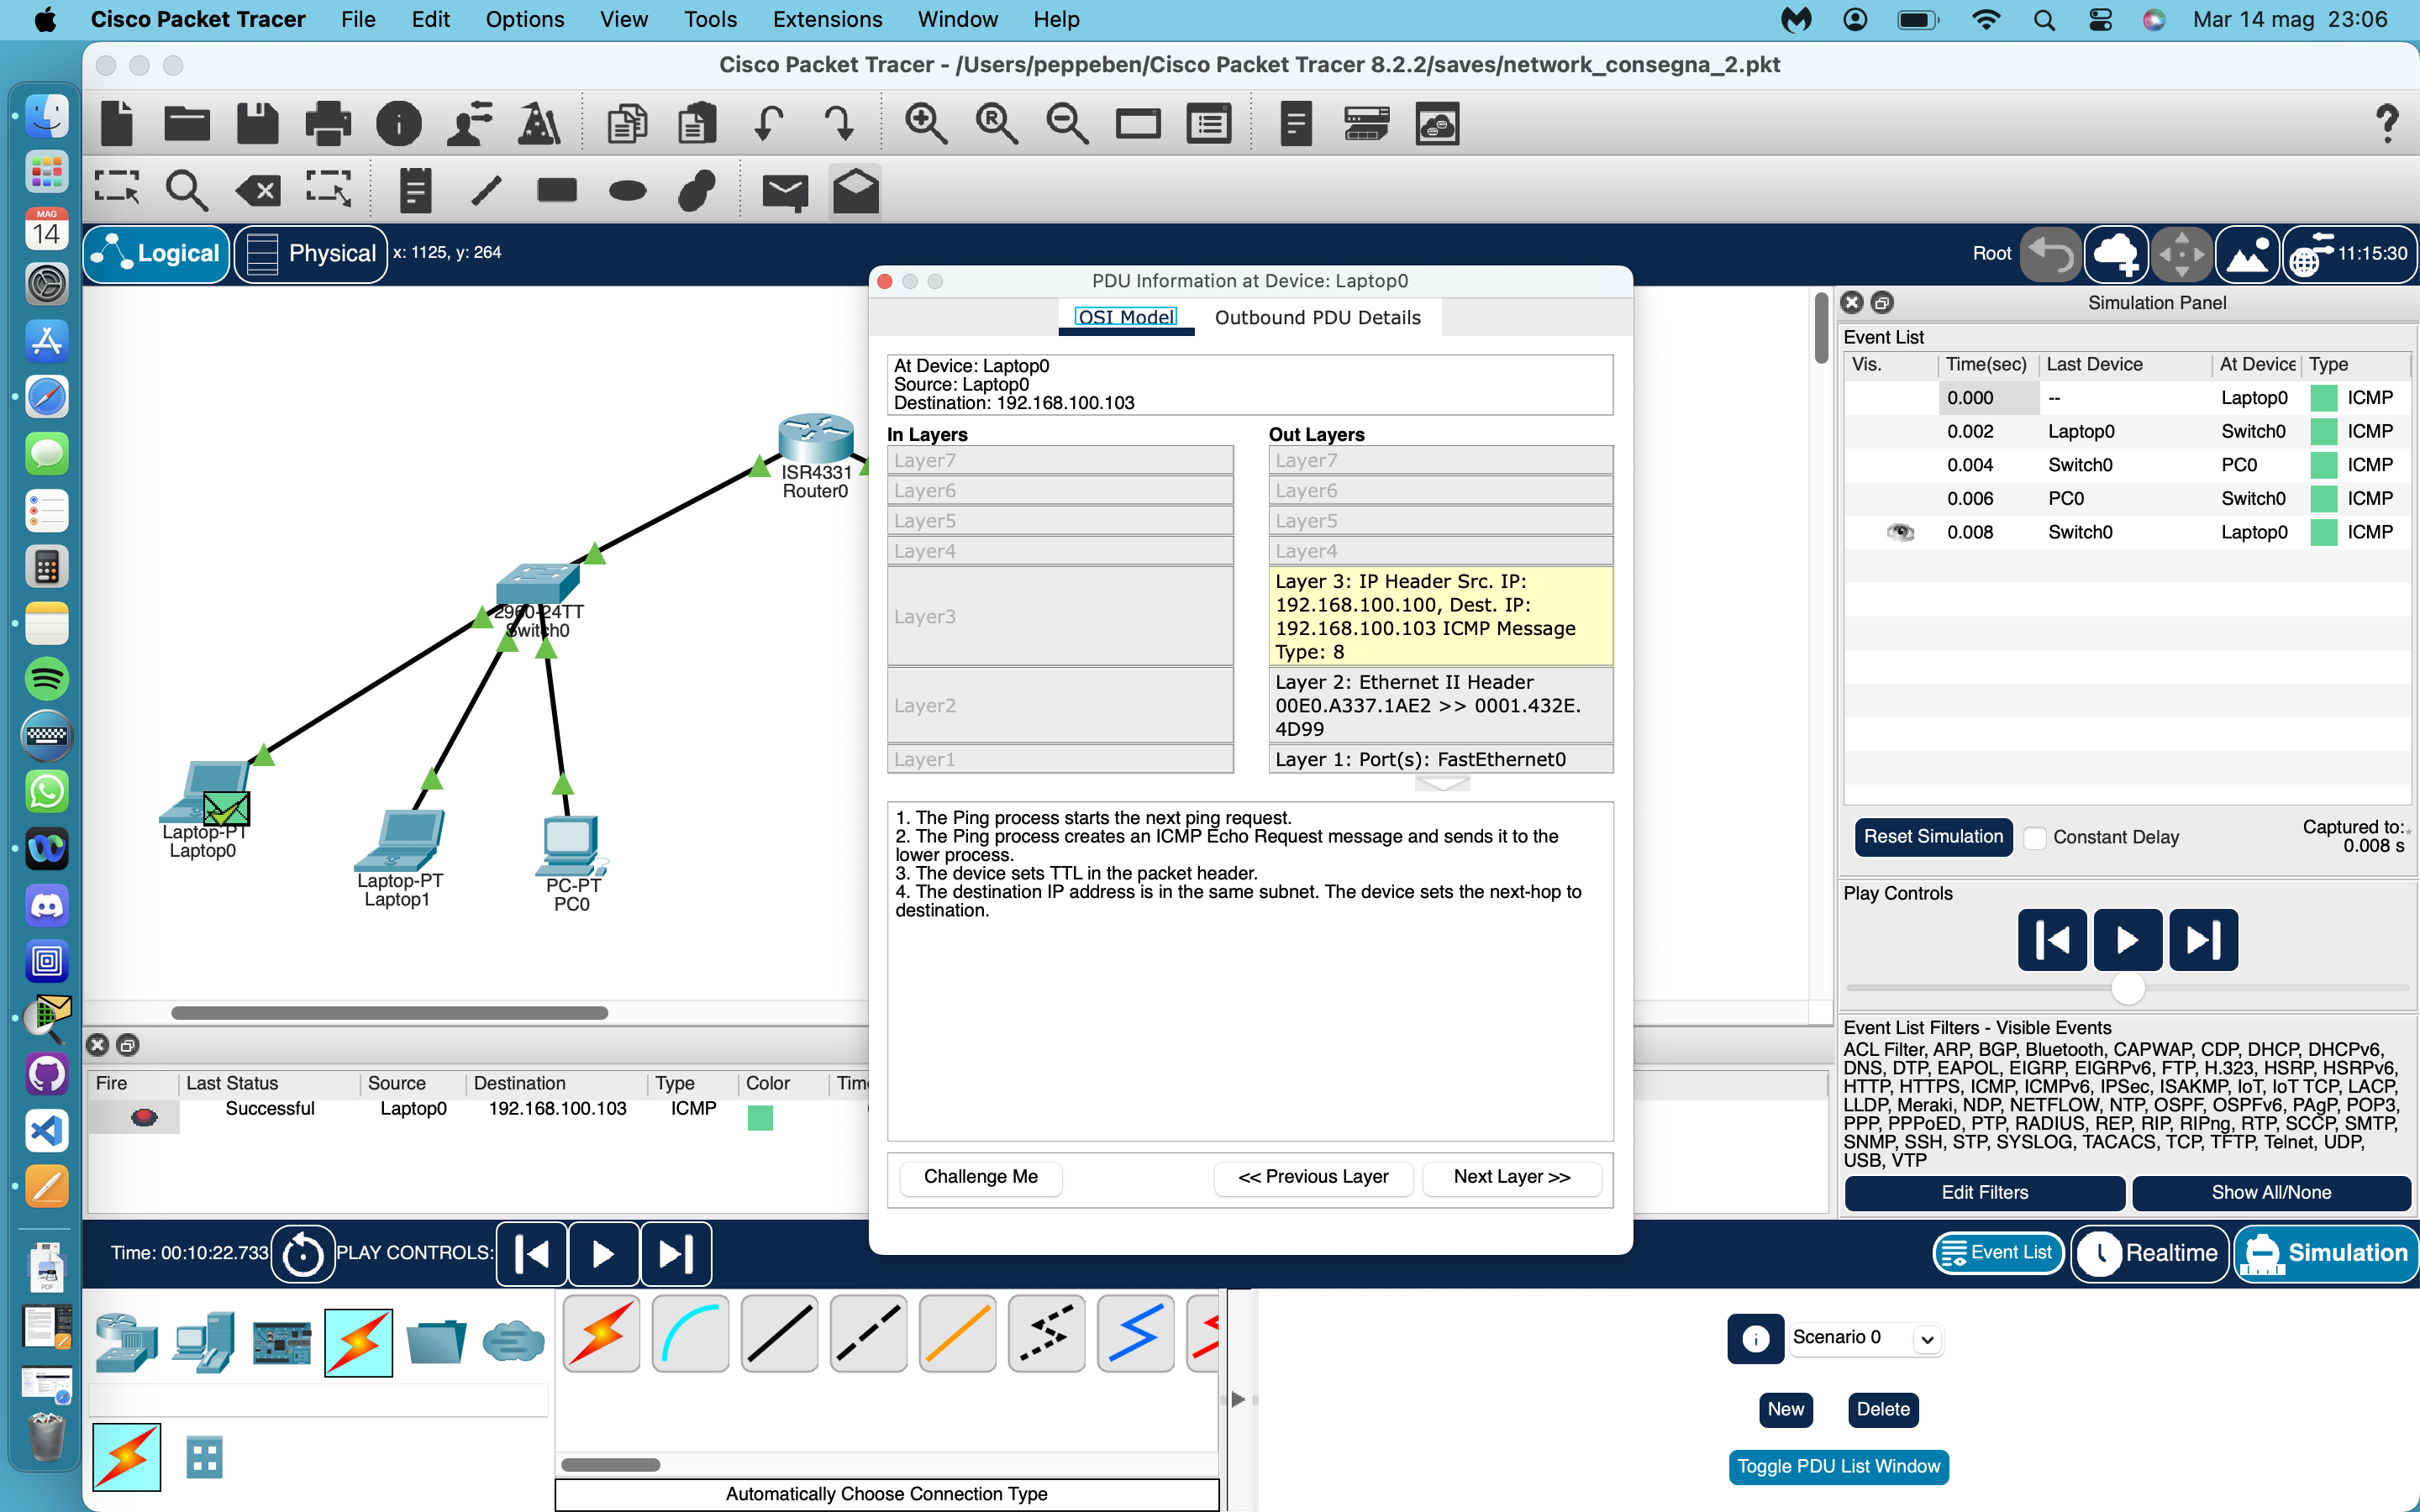 Cisco Packet Tracer File Edit Options View Tools Extensions Window Help Mar 14 mag 23:06
Cisco Packet Tracer - /Users/peppeben/Cisco Packet Tracer 8.2.2/saves/network_consegna_2.pkt
MAG
14
Logical Physical x: 1125, y: 264 Root 11:15:30
PDU Information at Device: Laptop0
OSI Model Outbound PDU Details
At Device: Laptop0
Source: Laptop0
Destination: 192.168.100.103
In Layers Out Layers
Layer7 Layer7
Layer6 Layer6
Layer5 Layer5
Layer4 Layer4
Layer3
Layer 3: IP Header Src. IP:
192.168.100.100, Dest. IP:
192.168.100.103 ICMP Message
Type: 8
Layer2
Layer 2: Ethernet II Header
00E0.A337.1AE2 >> 0001.432E.
4D99
Layer1 Layer 1: Port(s): FastEthernet0
1. The Ping process starts the next ping request.
2. The Ping process creates an ICMP Echo Request message and sends it to the
lower process.
3. The device sets TTL in the packet header.
4. The destination IP address is in the same subnet. The device sets the next-hop to
destination.
Challenge Me << Previous Layer Next Layer >>
ISR4331
Router0
2960-24TT
Switch0
Laptop-PT
Laptop0
Laptop-PT
Laptop1
PC-PT
PC0
Simulation Panel
Event List
Vis. Time(sec) Last Device At Device Type
0.000 -- Laptop0 ICMP
0.002 Laptop0 Switch0 ICMP
0.004 Switch0 PC0 ICMP
0.006 PC0 Switch0 ICMP
0.008 Switch0 Laptop0 ICMP
Reset Simulation Constant Delay Captured to:*
0.008 s
Play Controls
Event List Filters - Visible Events
ACL Filter, ARP, BGP, Bluetooth, CAPWAP, CDP, DHCP, DHCPv6,
DNS, DTP, EAPOL, EIGRP, EIGRPv6, FTP, H.323, HSRP, HSRPv6,
HTTP, HTTPS, ICMP, ICMPv6, IPSec, ISAKMP, IoT, IoT TCP, LACP,
LLDP, Meraki, NDP, NETFLOW, NTP, OSPF, OSPFv6, PAgP, POP3,
PPP, PPPoED, PTP, RADIUS, REP, RIP, RIPng, RTP, SCCP, SMTP,
SNMP, SSH, STP, SYSLOG, TACACS, TCP, TFTP, Telnet, UDP,
USB, VTP
Edit Filters Show All/None
Fire Last Status Source Destination Type Color Tim
Successful Laptop0 192.168.100.103 ICMP
Time: 00:10:22.733 PLAY CONTROLS: Event List Realtime Simulation
Scenario 0
New Delete
Toggle PDU List Window
Automatically Choose Connection Type
PDF